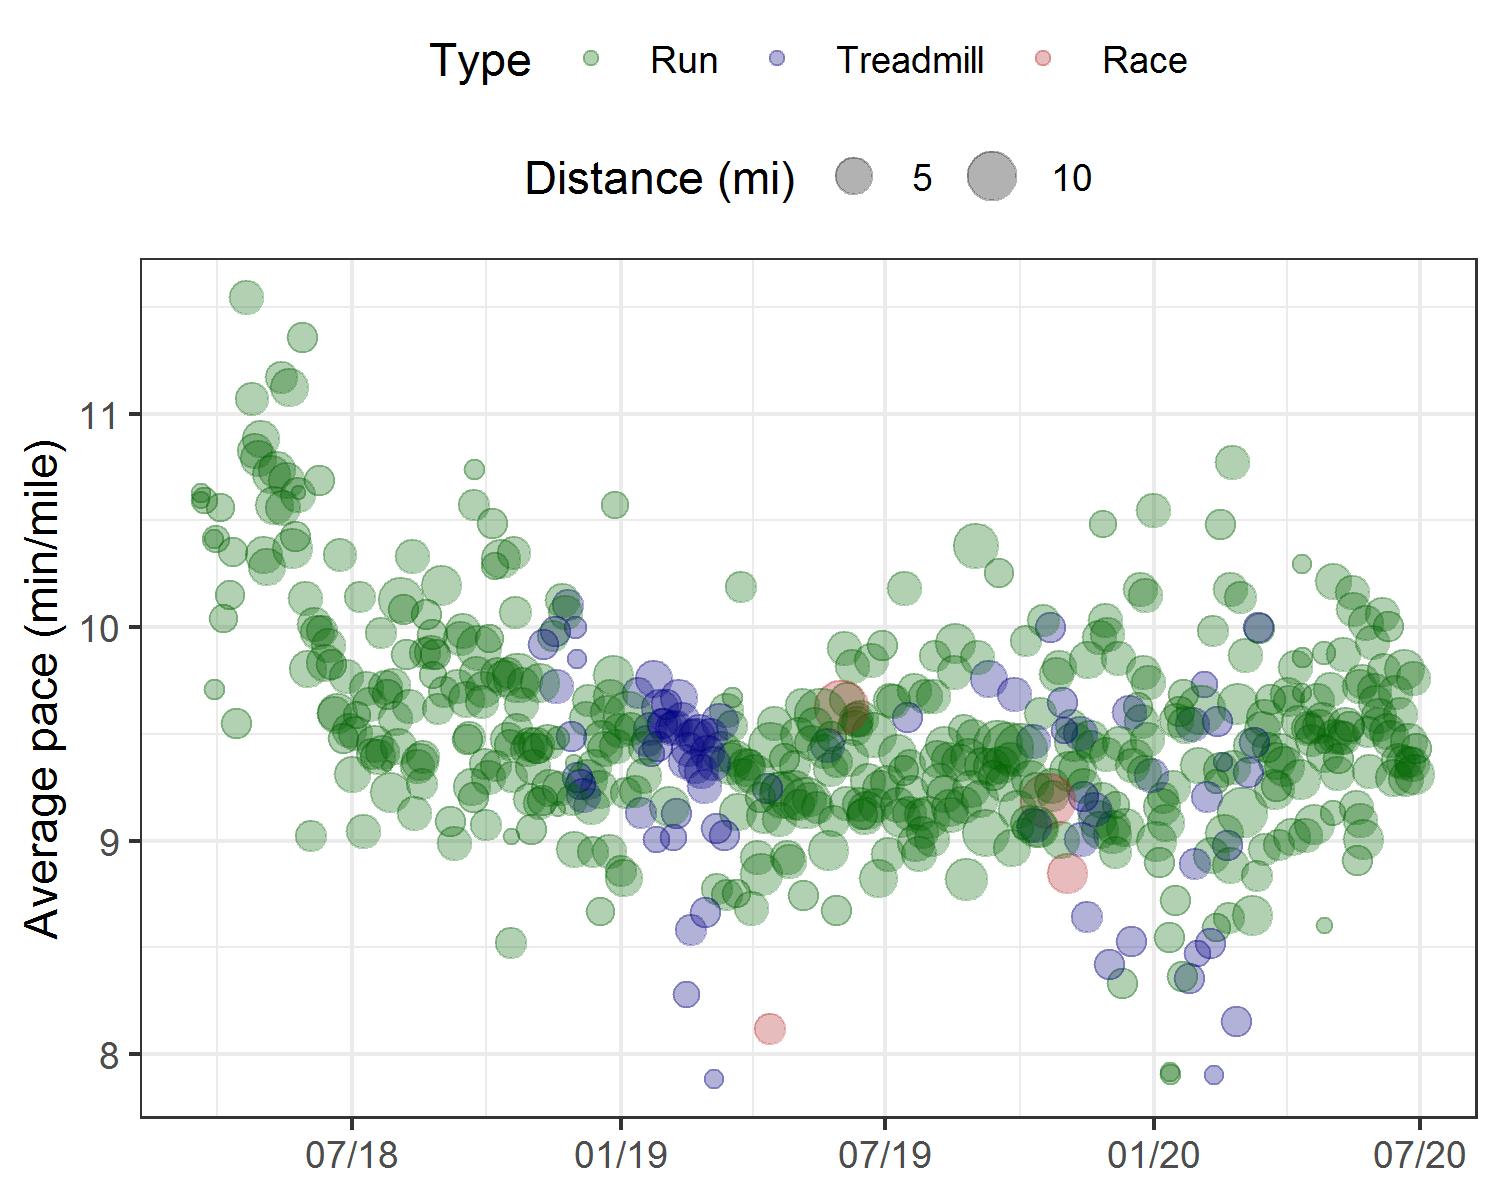 Type Run Treadmill Race
Distance (mi) 5 10
Average pace (min/mile)
11
10
9
8
07/18 01/19 07/19 01/20 07/20